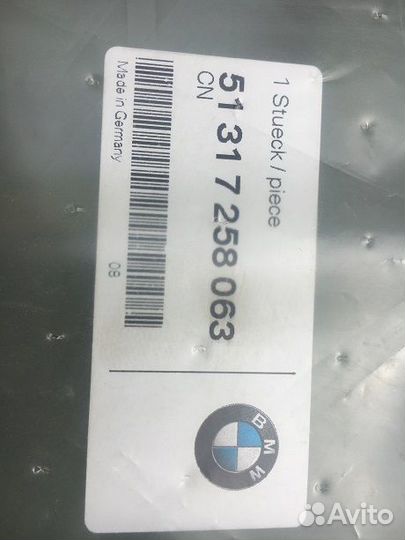 1 Stueck / piece
51 31 7 258 063
CN
Made in Germany
08
BMW
Avito